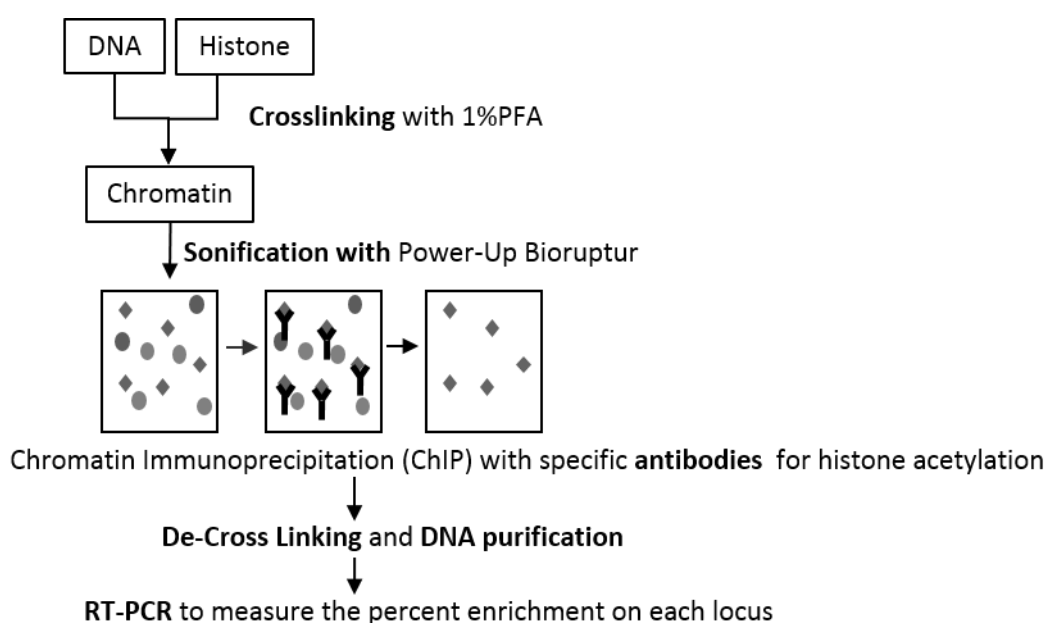 DNA
Histone
Crosslinking with 1%PFA
Chromatin
Sonification with Power-Up Bioruptur
Chromatin Immunoprecipitation (ChIP) with specific antibodies for histone acetylation
De-Cross Linking and DNA purification
RT-PCR to measure the percent enrichment on each locus